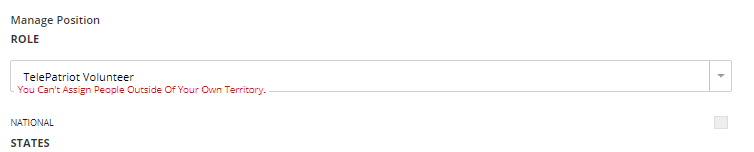 Manage Position
ROLE
TelePatriot Volunteer
You Can't Assign People Outside Of Your Own Territory.
NATIONAL
STATES